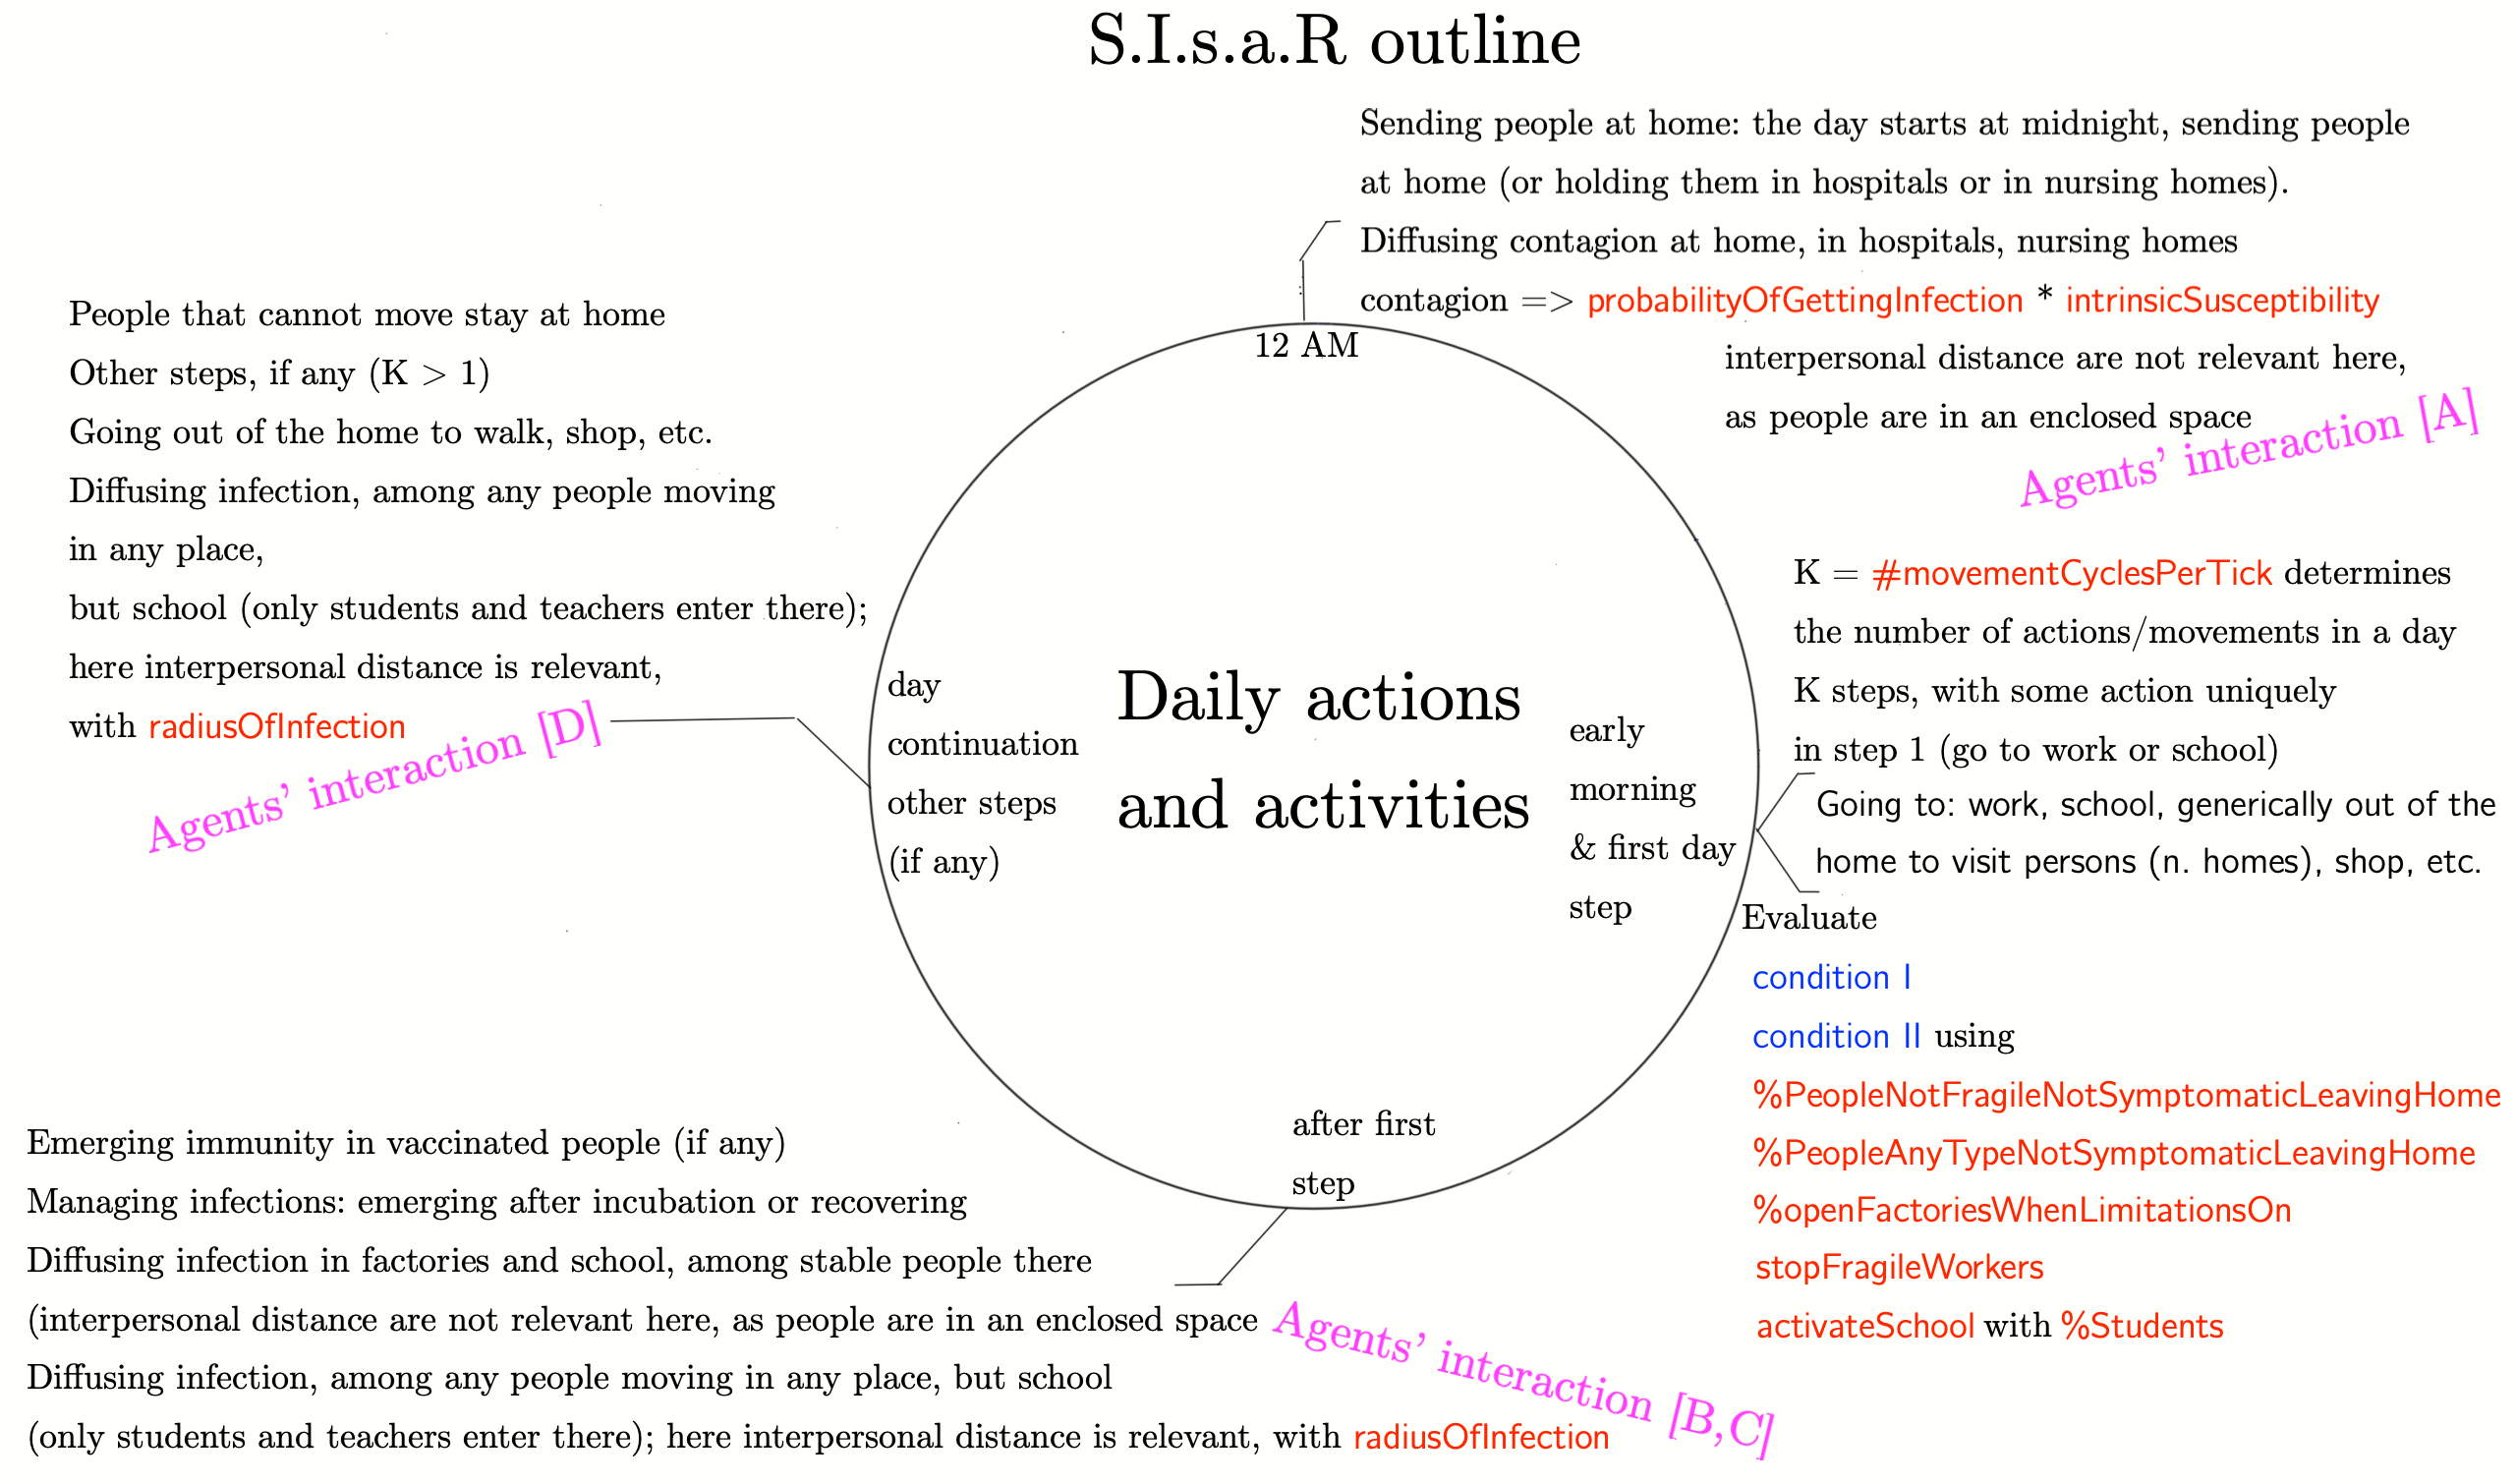 S.I.s.a.R outline
Sending people at home: the day starts at midnight, sending people
at home (or holding them in hospitals or in nursing homes).
Diffusing contagion at home, in hospitals, nursing homes
contagion => probabilityOfGettingInfection * intrinsicSusceptibility
interpersonal distance are not relevant here,
as people are in an enclosed space
Agents' interaction [A]
12 AM
K = #movementCyclesPerTick determines
the number of actions/movements in a day
K steps, with some action uniquely
in step 1 (go to work or school)
Going to: work, school, generically out of the
home to visit persons (n. homes), shop, etc.
Evaluate
condition I
condition II using
%PeopleNotFragileNotSymptomaticLeavingHome
%PeopleAnyTypeNotSymptomaticLeavingHome
%openFactoriesWhenLimitationsOn
stopFragileWorkers
activateSchool with %Students
early
morning
& first day
step
Daily actions
and activities
after first
step
Emerging immunity in vaccinated people (if any)
Managing infections: emerging after incubation or recovering
Diffusing infection in factories and school, among stable people there
(interpersonal distance are not relevant here, as people are in an enclosed space
Diffusing infection, among any people moving in any place, but school
(only students and teachers enter there); here interpersonal distance is relevant, with radiusOfInfection
Agents' interaction [B,C]
day
continuation
other steps
(if any)
People that cannot move stay at home
Other steps, if any (K > 1)
Going out of the home to walk, shop, etc.
Diffusing infection, among any people moving
in any place,
but school (only students and teachers enter there);
here interpersonal distance is relevant,
with radiusOfInfection
Agents' interaction [D]